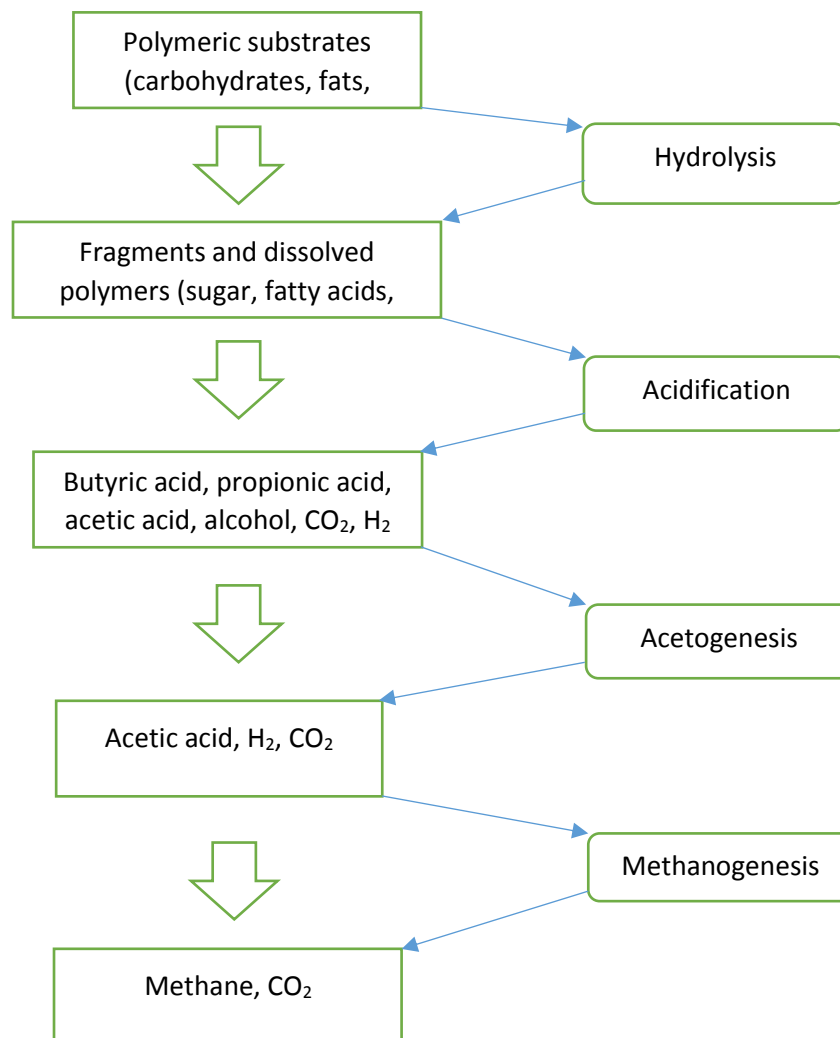 Polymeric substrates
(carbohydrates, fats,
Hydrolysis
Fragments and dissolved
polymers (sugar, fatty acids,
Acidification
Butyric acid, propionic acid,
acetic acid, alcohol, CO₂, H₂
Acetogenesis
Acetic acid, H₂, CO₂
Methanogenesis
Methane, CO₂